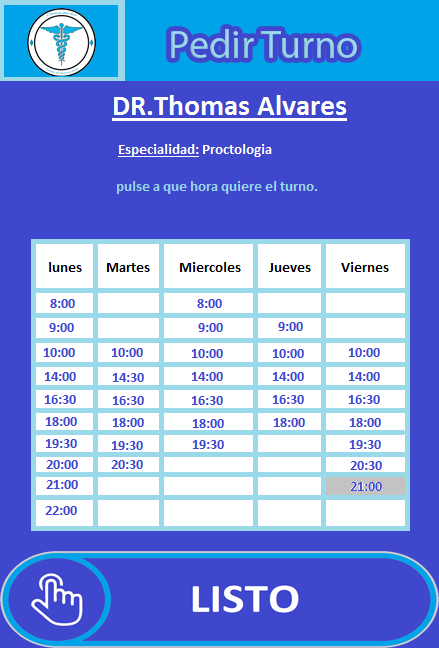 Pedir Turno
DR.Thomas Alvares
Especialidad: Proctologia
pulse a que hora quiere el turno.
lunes Martes Miercoles Jueves Viernes
8:00 8:00
9:00 9:00 9:00
10:00 10:00 10:00 10:00 10:00
14:00 14:30 14:00 14:00 14:00
16:30 16:30 16:30 16:30 16:30
18:00 18:00 18:00 18:00 18:00
19:30 19:30 19:30 19:30
20:00 20:30 20:30
21:00 21:00
22:00
LISTO